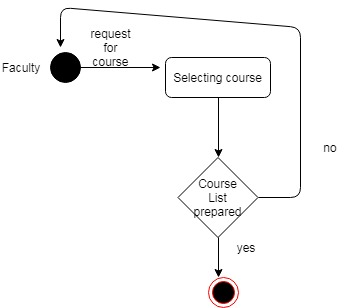 request
for
course
Faculty
Selecting course
Course
List
prepared
no
yes